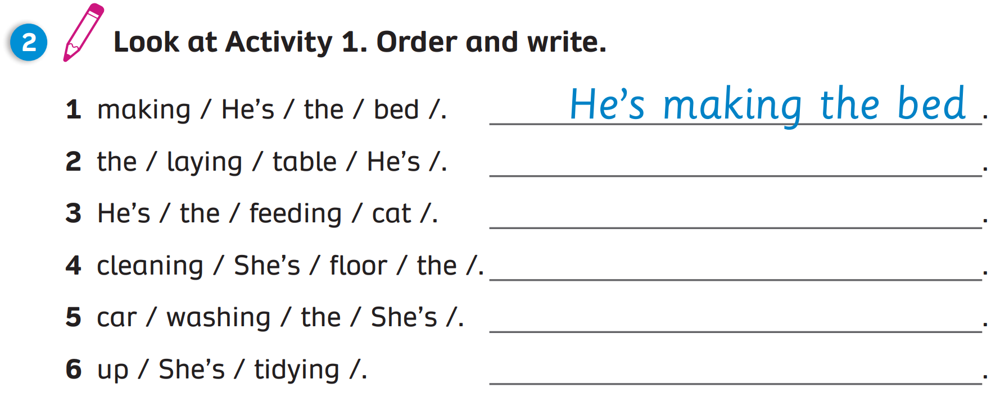 2 Look at Activity 1. Order and write.
1 making / He's / the / bed /. He's making the bed .
2 the / laying / table / He's /. .
3 He's / the / feeding / cat /. .
4 cleaning / She's / floor / the /. .
5 car / washing / the / She's /. .
6 up / She's / tidying /. .